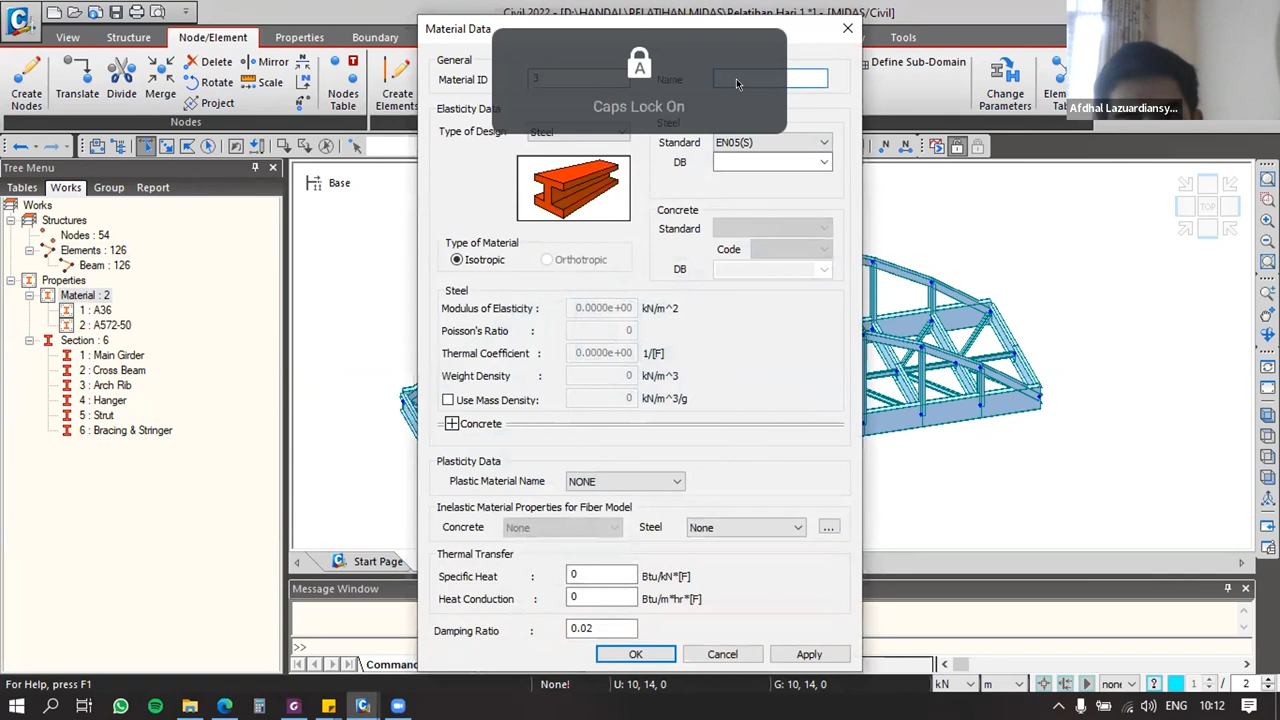 Civil 2022 - [D:\HANDAL\PELATIHAN MIDAS\Pelatihan Hari 1 *] - [MIDAS/Civil]
View
Structure
Node/Element
Properties
Boundary
Tools
Create Nodes
Translate
Divide
Merge
Delete
Rotate
Project
Mirror
Scale
Nodes Table
Create Elements
Nodes
Define Sub-Domain
Change Parameters
Afdhal Lazuardiansy...
Tree Menu
Tables
Works
Group
Report
Works
Structures
Nodes : 54
Elements : 126
Beam : 126
Properties
Material : 2
1 : A36
2 : A572-50
Section : 6
1 : Main Girder
2 : Cross Beam
3 : Arch Rib
4 : Hanger
5 : Strut
6 : Bracing & Stringer
Base
TOP
Start Page
Message Window
>>
Material Data
General
Material ID
3
Name
Caps Lock On
Elasticity Data
Type of Design
Steel
Steel
Standard
EN05(S)
DB
Concrete
Standard
Code
DB
Type of Material
Isotropic
Orthotropic
Steel
Modulus of Elasticity :
0.0000e+00
kN/m^2
Poisson's Ratio :
0
Thermal Coefficient :
0.0000e+00
1/[F]
Weight Density :
0
kN/m^3
Use Mass Density:
0
kN/m^3/g
Concrete
Plasticity Data
Plastic Material Name
NONE
Inelastic Material Properties for Fiber Model
Concrete
None
Steel
None
...
Thermal Transfer
Specific Heat :
0
Btu/kN*[F]
Heat Conduction :
0
Btu/m*hr*[F]
Damping Ratio :
0.02
OK
Cancel
Apply
For Help, press F1
None!
U: 10, 14, 0
G: 10, 14, 0
kN
m
none
1
/
2
ENG
10:12